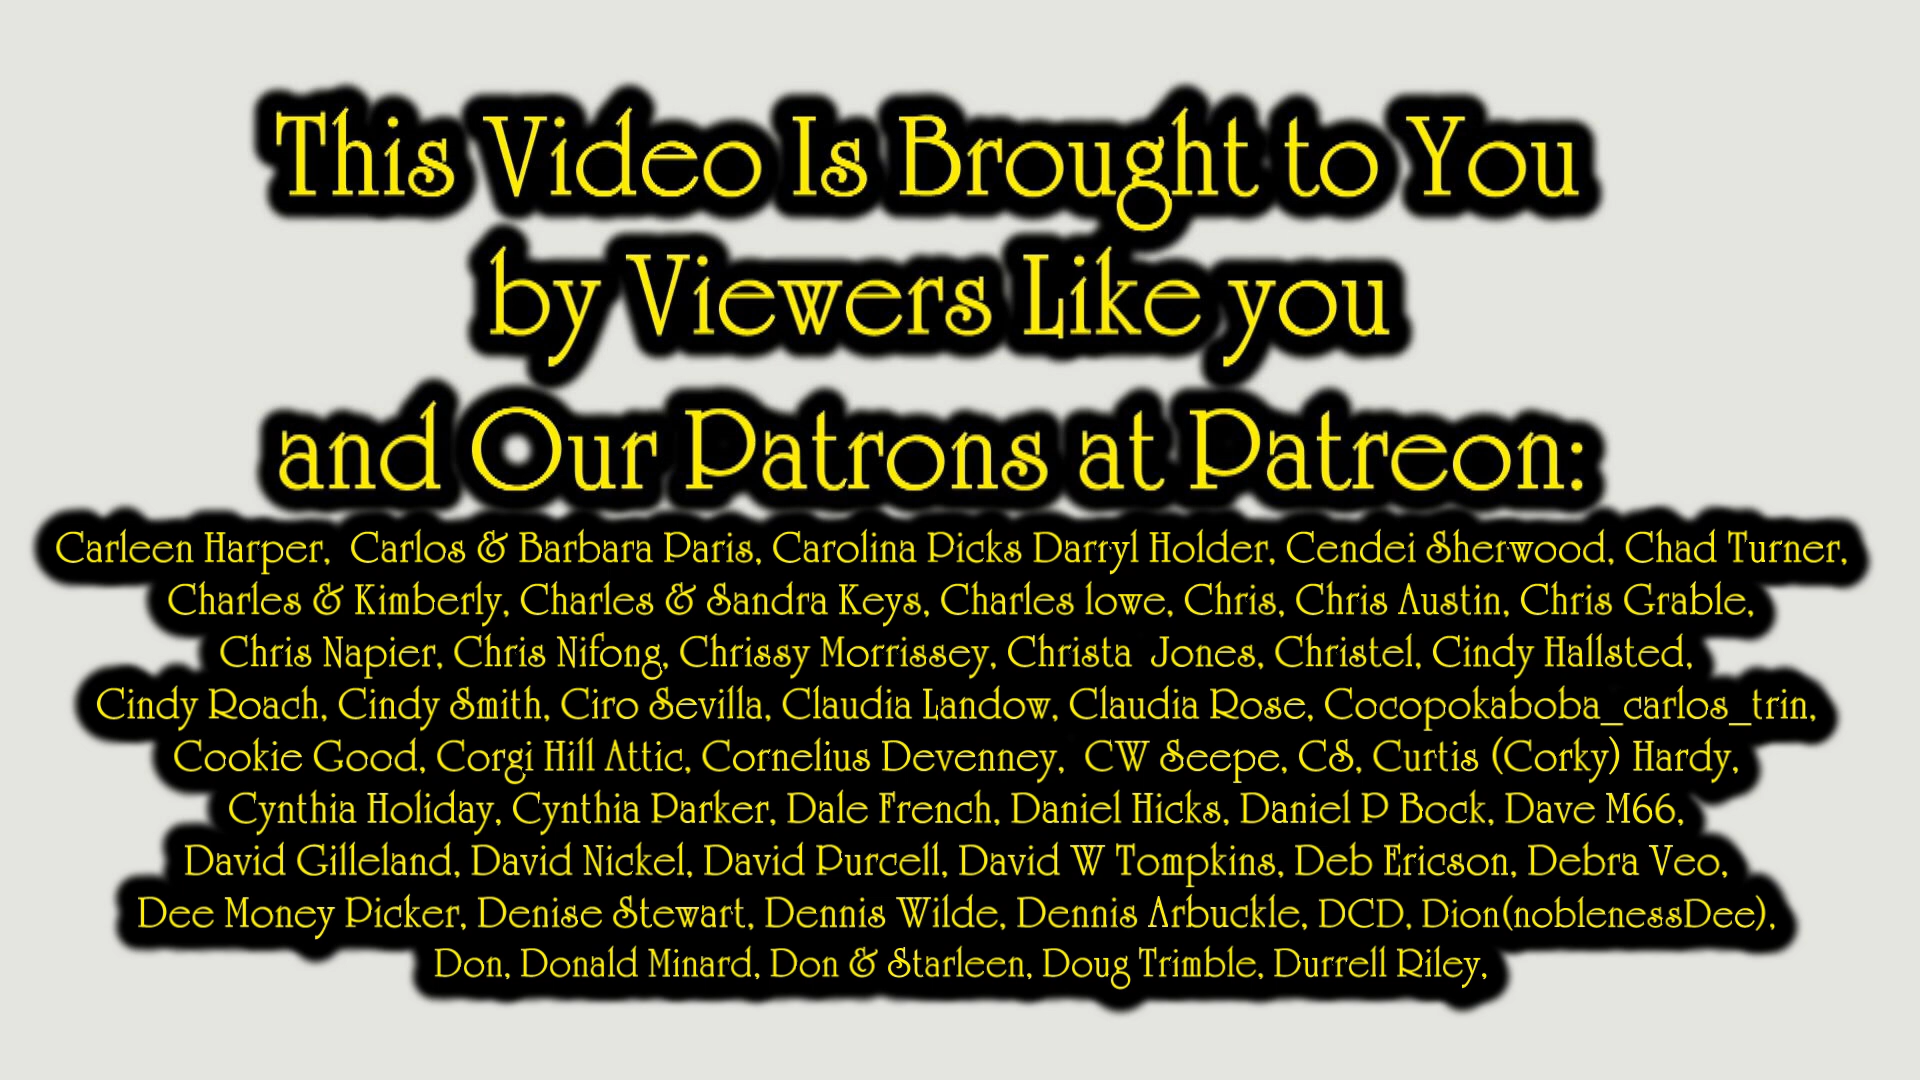 This Video Is Brought to You
by Viewers Like you
and Our Patrons at Patreon:
Carleen Harper,  Carlos & Barbara Paris, Carolina Picks Darryl Holder, Cendei Sherwood, Chad Turner,
Charles & Kimberly, Charles & Sandra Keys, Charles lowe, Chris, Chris Austin, Chris Grable,
Chris Napier, Chris Nifong, Chrissy Morrissey, Christa  Jones, Christel, Cindy Hallsted,
Cindy Roach, Cindy Smith, Ciro Sevilla, Claudia Landow, Claudia Rose, Cocopokaboba_carlos_trin,
Cookie Good, Corgi Hill Attic, Cornelius Devenney,  CW Seepe, CS, Curtis (Corky) Hardy,
Cynthia Holiday, Cynthia Parker, Dale French, Daniel Hicks, Daniel P Bock, Dave M66,
David Gilleland, David Nickel, David Purcell, David W Tompkins, Deb Ericson, Debra Veo,
Dee Money Picker, Denise Stewart, Dennis Wilde, Dennis Arbuckle, DCD, Dion(noblenessDee),
Don, Donald Minard, Don & Starleen, Doug Trimble, Durrell Riley,